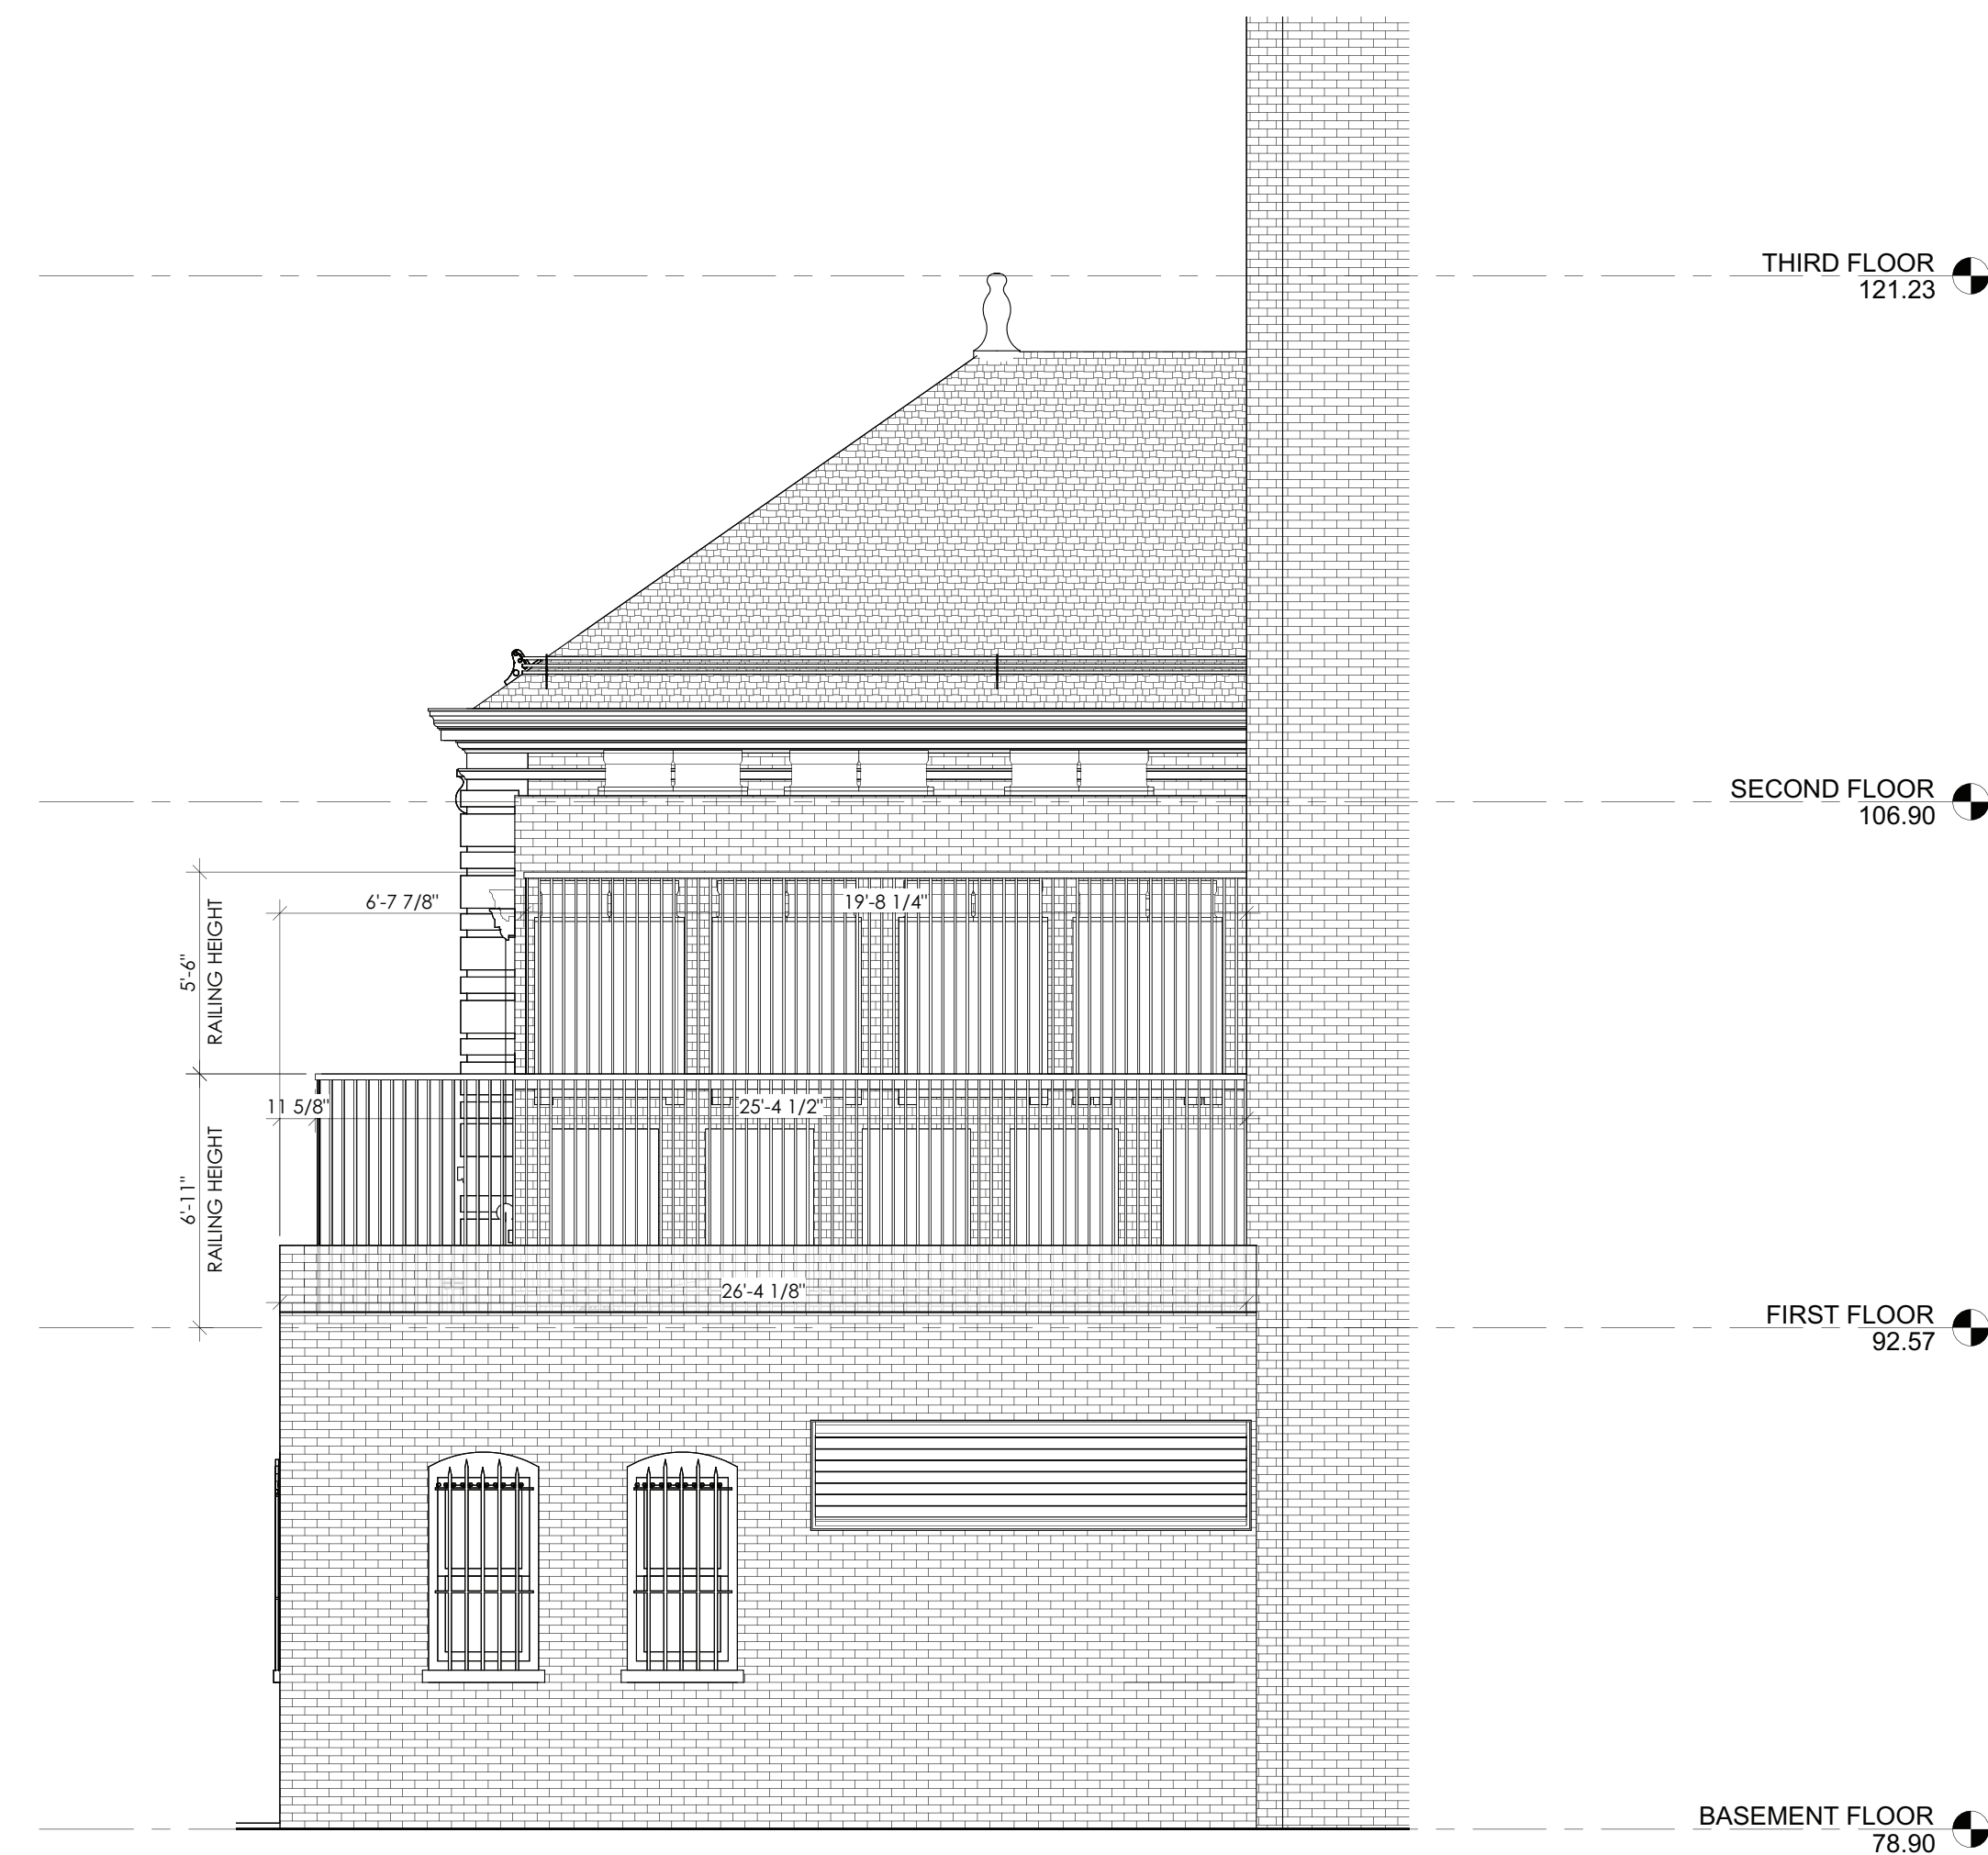 THIRD FLOOR
121.23
SECOND FLOOR
106.90
6'-7 7/8"
19'-8 1/4"
5'-6"
RAILING HEIGHT
11 5/8"
25'-4 1/2"
6'-11"
RAILING HEIGHT
26'-4 1/8"
FIRST FLOOR
92.57
BASEMENT FLOOR
78.90